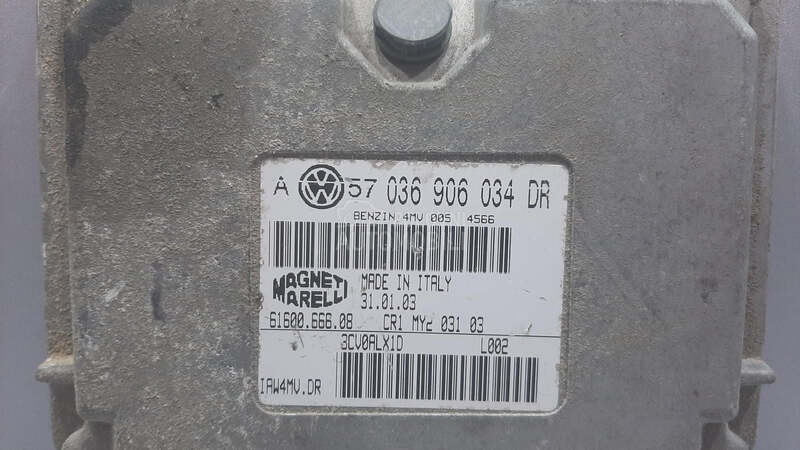 A 57 036 906 034 DR
BENZIN 4MV 005 4566
MAGNETI MARELLI
MADE IN ITALY
31.01.03
61600.666.08 CR1 MY2 031 03
3CV0ALX1D L002
IAW4MV.DR